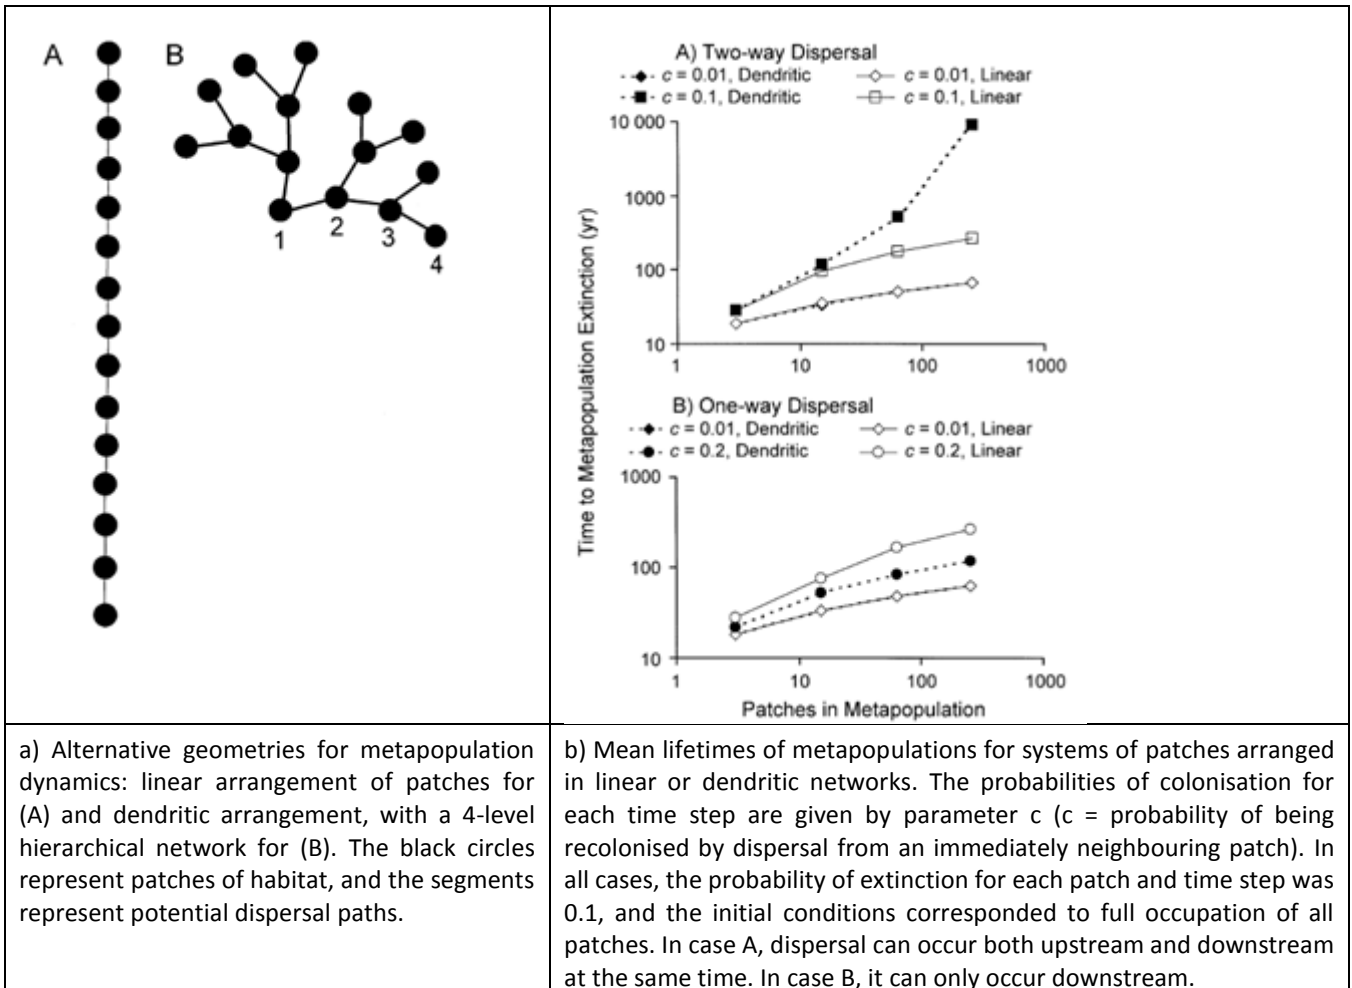 A
B
1
2
3
4
A) Two-way Dispersal
c = 0.01, Dendritic
c = 0.01, Linear
c = 0.1, Dendritic
c = 0.1, Linear
10 000
1000
100
10
1
10
100
1000
B) One-way Dispersal
c = 0.01, Dendritic
c = 0.01, Linear
c = 0.2, Dendritic
c = 0.2, Linear
1000
100
10
1
10
100
1000
Time to Metapopulation Extinction (yr)
Patches in Metapopulation
a) Alternative geometries for metapopulation
dynamics: linear arrangement of patches for
(A) and dendritic arrangement, with a 4-level
hierarchical network for (B). The black circles
represent patches of habitat, and the segments
represent potential dispersal paths.
b) Mean lifetimes of metapopulations for systems of patches arranged
in linear or dendritic networks. The probabilities of colonisation for
each time step are given by parameter c (c = probability of being
recolonised by dispersal from an immediately neighbouring patch). In
all cases, the probability of extinction for each patch and time step was
0.1, and the initial conditions corresponded to full occupation of all
patches. In case A, dispersal can occur both upstream and downstream
at the same time. In case B, it can only occur downstream.